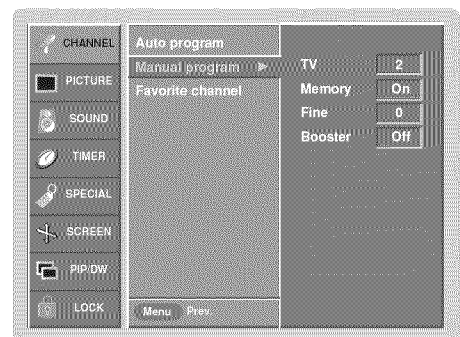 CHANNEL
PICTURE
SOUND
TIMER
SPECIAL
SCREEN
PIP/DW
LOCK
Auto program
Manual program ▶
Favorite channel
Menu Prev.
TV 2
Memory On
Fine 0
Booster Off